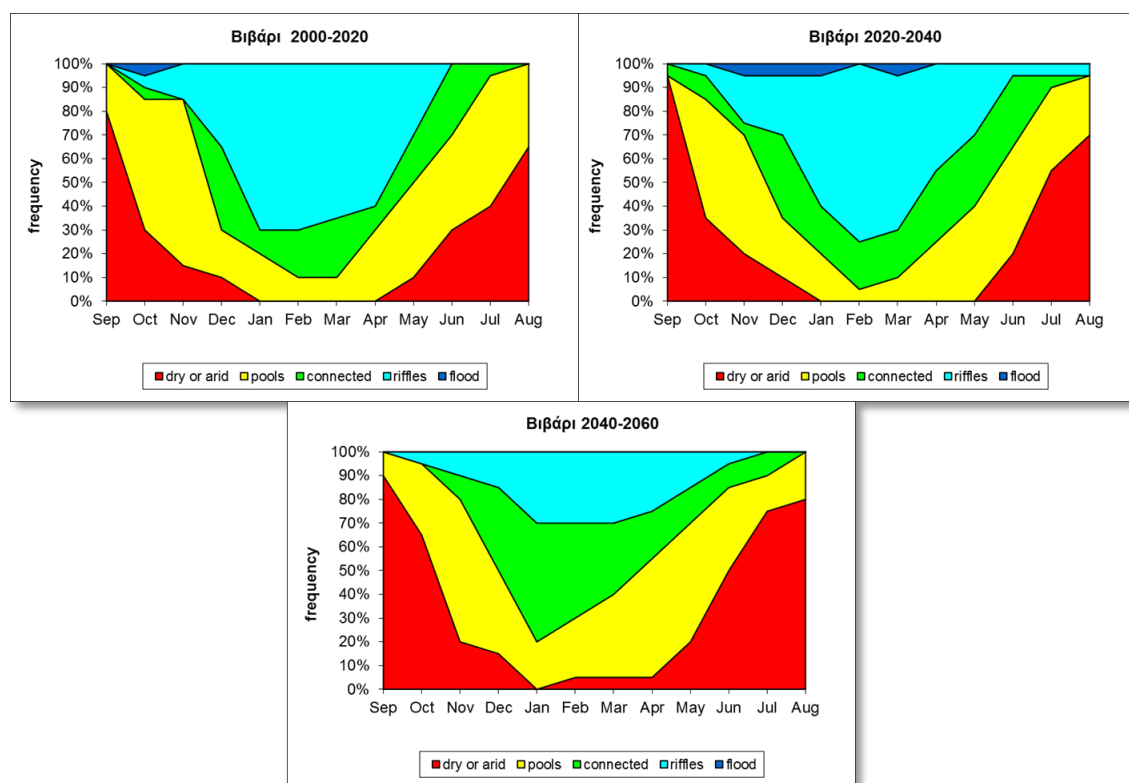 Βιβάρι 2000-2020
100%
90%
80%
70%
60%
50%
40%
30%
20%
10%
0%
frequency
Sep Oct Nov Dec Jan Feb Mar Apr May Jun Jul Aug
dry or arid pools connected riffles flood
Βιβάρι 2020-2040
100%
90%
80%
70%
60%
50%
40%
30%
20%
10%
0%
frequency
Sep Oct Nov Dec Jan Feb Mar Apr May Jun Jul Aug
dry or arid pools connected riffles flood
Βιβάρι 2040-2060
100%
90%
80%
70%
60%
50%
40%
30%
20%
10%
0%
frequency
Sep Oct Nov Dec Jan Feb Mar Apr May Jun Jul Aug
dry or arid pools connected riffles flood